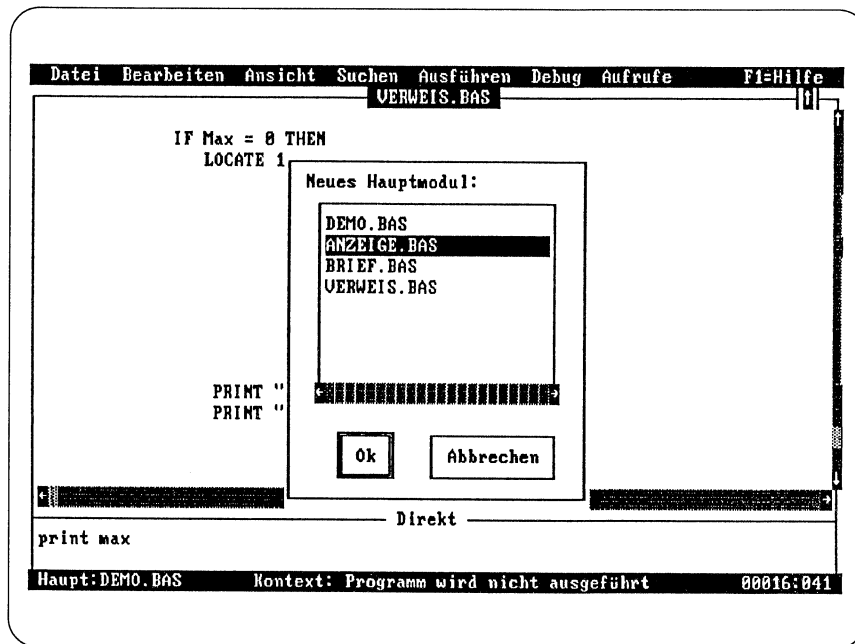 Datei Bearbeiten Ansicht Suchen Ausführen Debug Aufrufe F1=Hilfe
VERWEIS.BAS
IF Max = 0 THEN
LOCATE 1
Neues Hauptmodul:
DEMO.BAS
ANZEIGE.BAS
BRIEF.BAS
VERWEIS.BAS
PRINT "
PRINT "
Ok Abbrechen
Direkt
print max
Haupt:DEMO.BAS Kontext: Programm wird nicht ausgeführt 00016:041